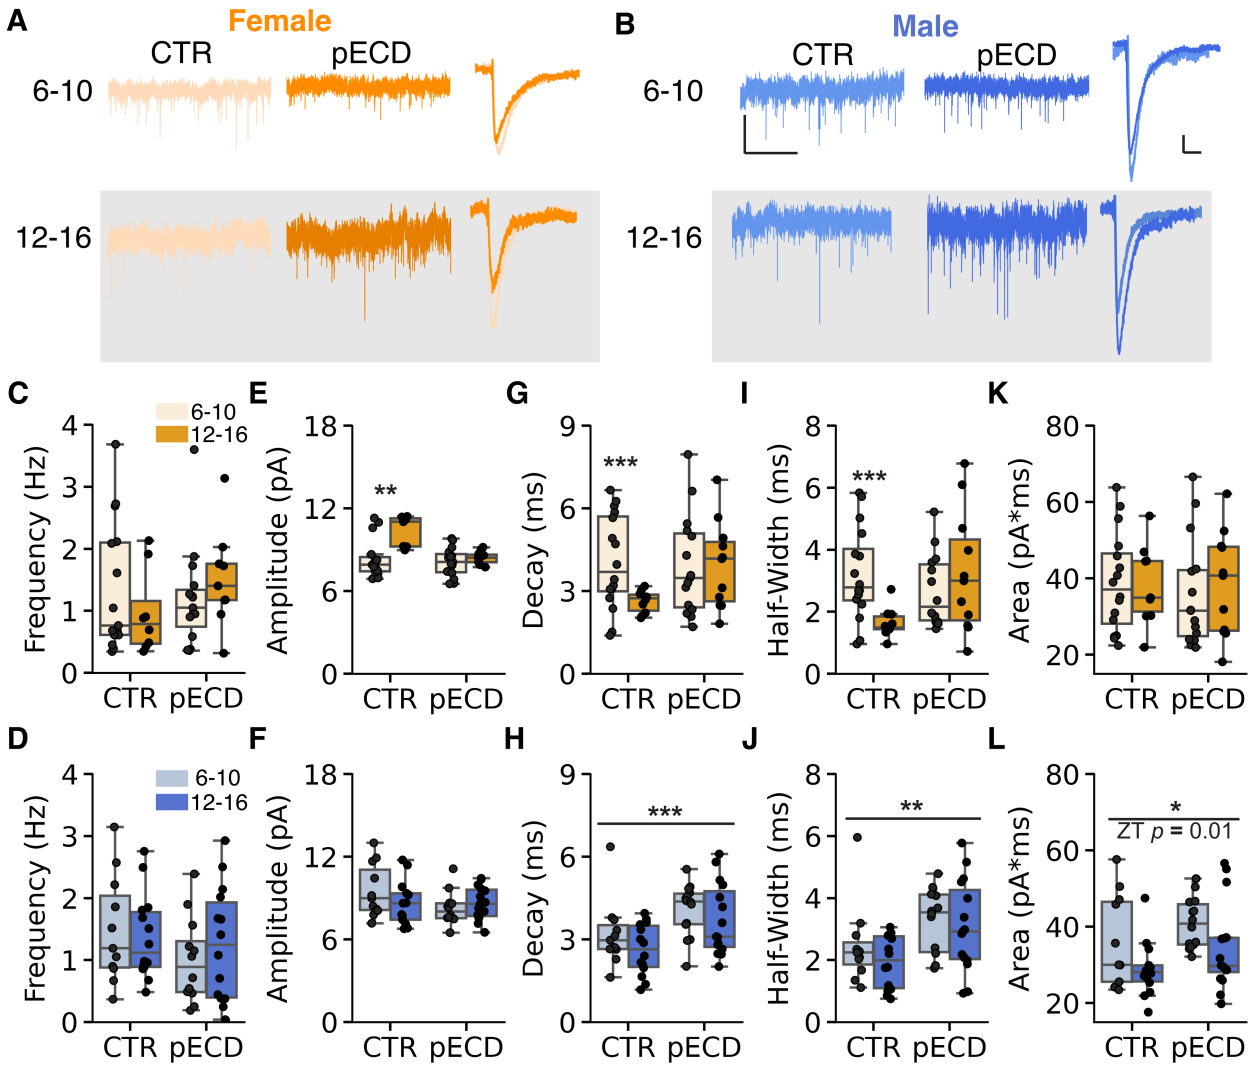 A
Female
CTR
pECD
6-10
12-16
B
Male
CTR
pECD
6-10
12-16
C
6-10
12-16
Frequency (Hz)
4
3
2
1
0
CTR pECD
E
Amplitude (pA)
18
12
6
0
**
CTR pECD
G
Decay (ms)
9
6
3
0
***
CTR pECD
I
Half-Width (ms)
8
6
4
2
0
***
CTR pECD
K
Area (pA*ms)
80
60
40
20
CTR pECD
D
6-10
12-16
Frequency (Hz)
4
3
2
1
0
CTR pECD
F
Amplitude (pA)
18
12
6
0
CTR pECD
H
Decay (ms)
9
6
3
0
***
CTR pECD
J
Half-Width (ms)
8
6
4
2
0
**
CTR pECD
L
Area (pA*ms)
80
60
40
20
*
ZT p = 0.01
CTR pECD